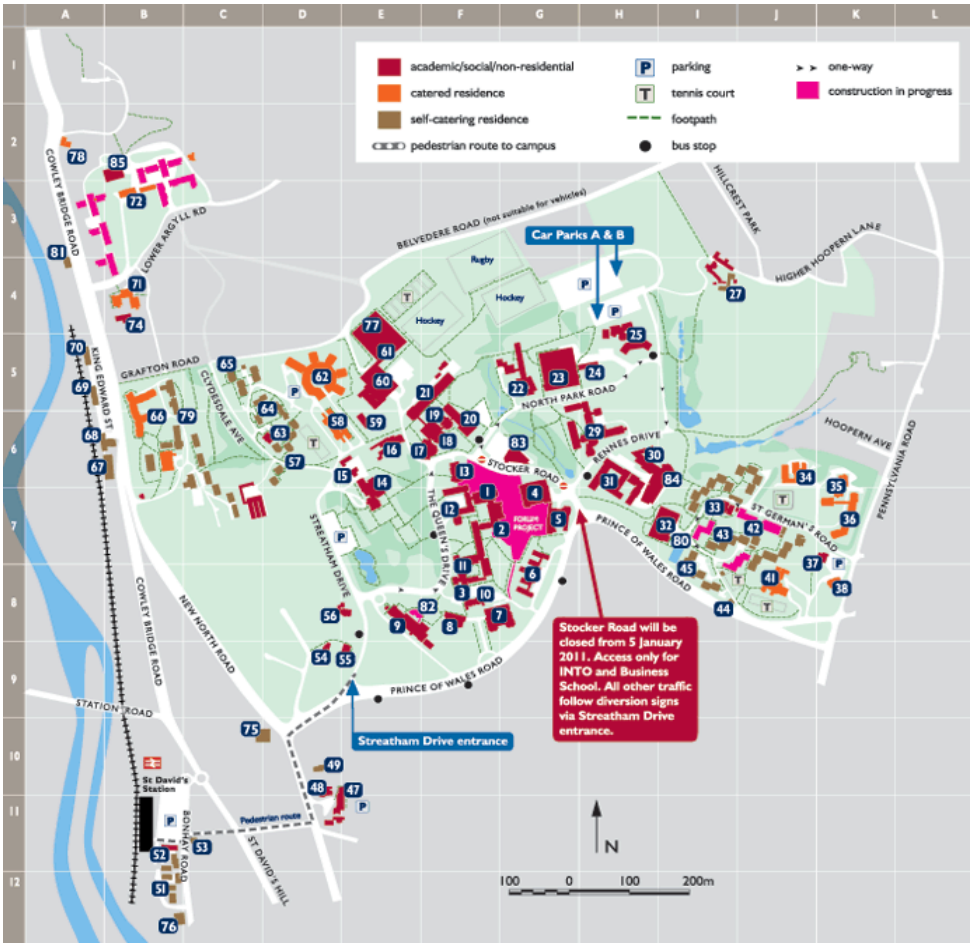 A B C D E F G H I J K L
1
2
3
4
5
6
7
8
9
10
11
12
academic/social/non-residential
catered residence
self-catering residence
pedestrian route to campus
P parking
T tennis court
footpath
bus stop
one-way
construction in progress
78
85
72
COWLEY BRIDGE ROAD
LOWER ARGYLL RD
81
71
74
BELVEDERE ROAD (not suitable for vehicles)
HILLCREST PARK
HIGHER HOOPERN LANE
Car Parks A & B
Rugby
Hockey
Hockey
T
P
P
27
77
61
25
70
KING EDWARD ST
GRAFTON ROAD
65
CLYDESDALE AVE
69
62
P
60
21
22
23
24
NORTH PARK ROAD
66
79
64
58
59
19
20
63
T
18
83
29
RENNES DRIVE
HOOPERN AVE
PENNSYLVANIA ROAD
68
67
57
16
17
13
STOCKER ROAD
30
31
84
15
14
THE QUEEN'S DRIVE
1
4
12
FORUM
PROJECT
2
5
34
35
T
33
ST GERMAN'S ROAD
36
32
43
42
80
STREATHAM DRIVE
P
PRINCE OF WALES ROAD
45
37
P
11
6
T
41
38
3
10
T
44
82
56
9
8
7
COWLEY BRIDGE ROAD
NEW NORTH ROAD
54
55
PRINCE OF WALES ROAD
Stocker Road will be
closed from 5 January
2011. Access only for
INTO and Business
School. All other traffic
follow diversion signs
via Streatham Drive
entrance.
STATION ROAD
75
Streatham Drive entrance
49
St David's
Station
48
47
P
P
BONHAY ROAD
Pedestrian route
53
ST DAVID'S HILL
N
52
51
76
100 0 100 200m